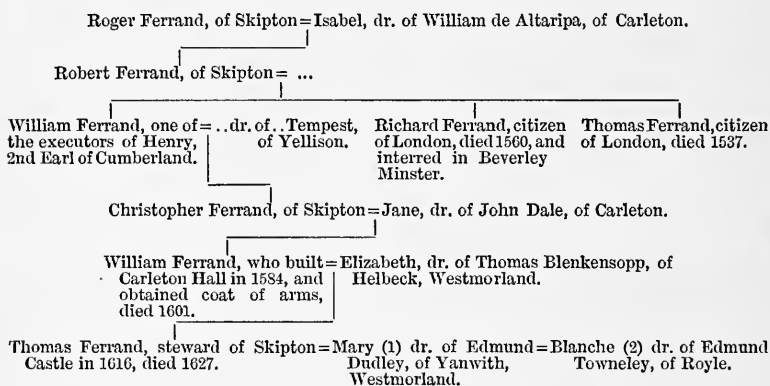 Roger Ferrand, of Skipton=Isabel, dr. of William de Altaripa, of Carleton.
Robert Ferrand, of Skipton= ...
William Ferrand, one of= ..dr. of.. Tempest,
the executors of Henry, of Yellison.
2nd Earl of Cumberland.
Richard Ferrand, citizen
of London, died 1560, and
interred in Beverley
Minster.
Thomas Ferrand, citizen
of London, died 1537.
Christopher Ferrand, of Skipton=Jane, dr. of John Dale, of Carleton.
William Ferrand, who built=Elizabeth, dr. of Thomas Blenkensopp, of
Carleton Hall in 1584, and Helbeck, Westmorland.
obtained coat of arms,
died 1601.
Thomas Ferrand, steward of Skipton=Mary (1) dr. of Edmund=Blanche (2) dr. of Edmund
Castle in 1616, died 1627. Dudley, of Yanwith, Towneley, of Royle.
Westmorland.